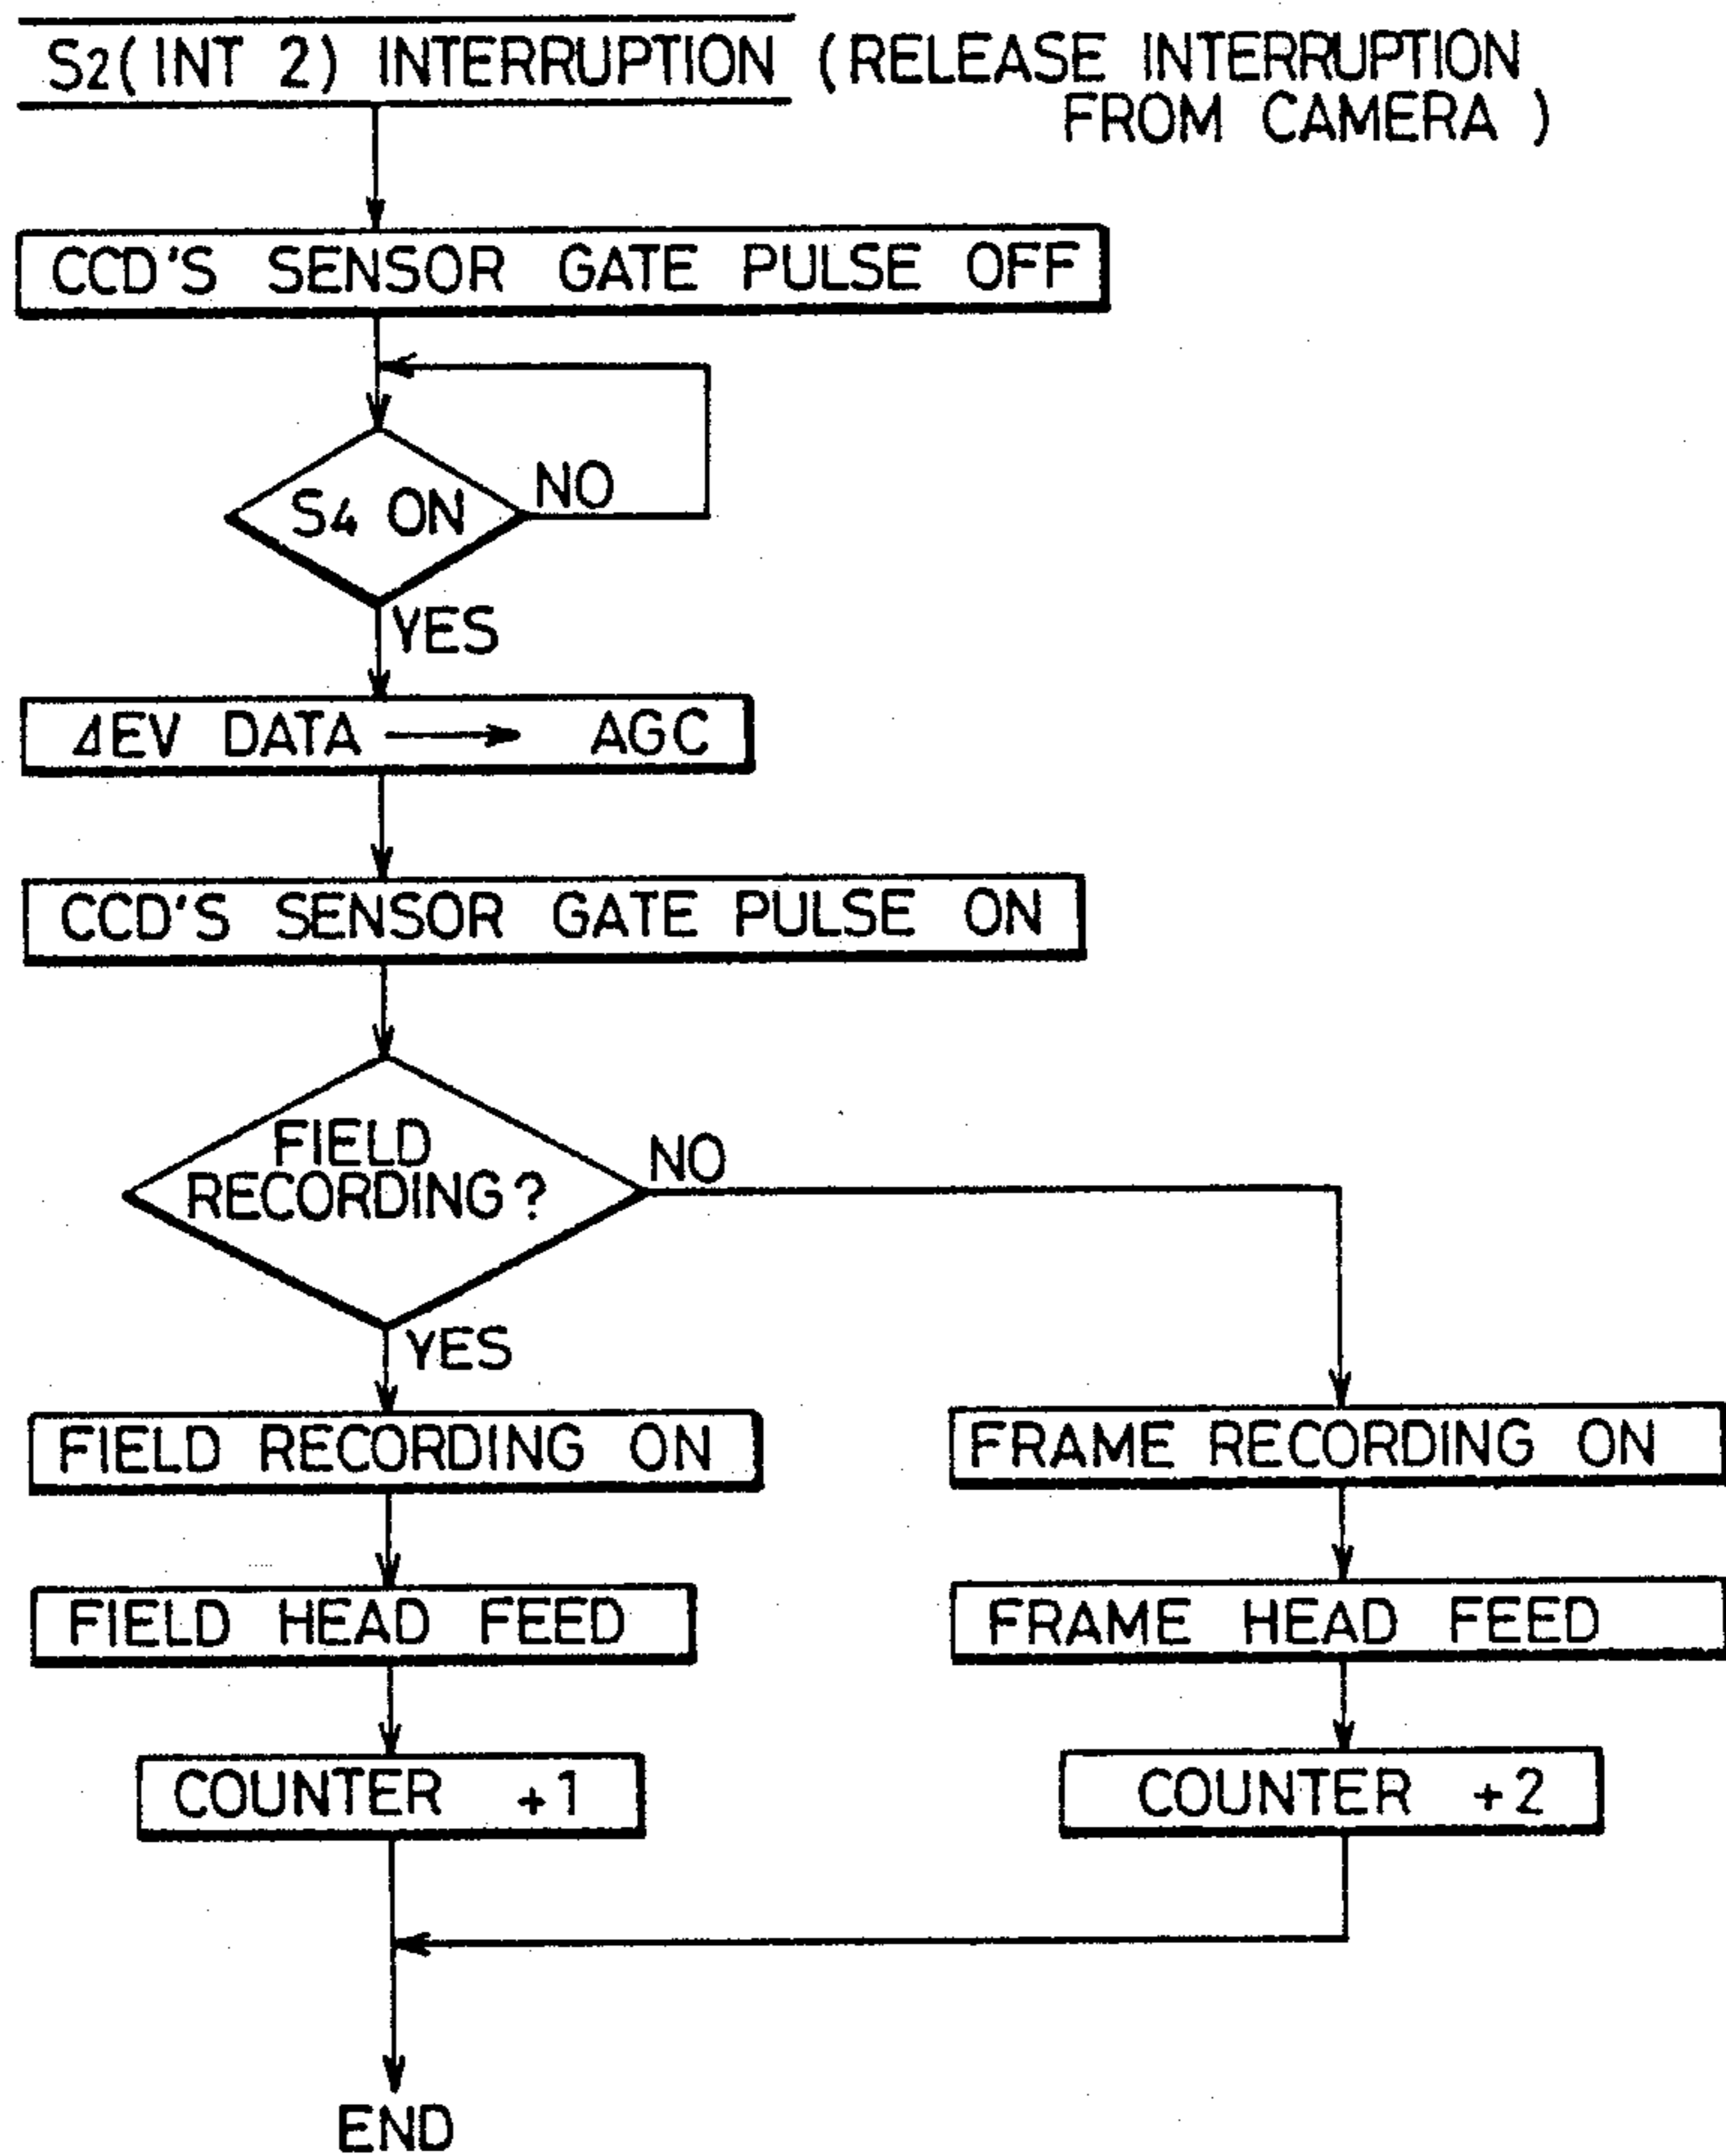 S2(INT 2) INTERRUPTION (RELEASE INTERRUPTION
FROM CAMERA )
CCD'S SENSOR GATE PULSE OFF
S4 ON
NO
YES
ΔEV DATA → AGC
CCD'S SENSOR GATE PULSE ON
FIELD
RECORDING?
NO
YES
FIELD RECORDING ON
FRAME RECORDING ON
FIELD HEAD FEED
FRAME HEAD FEED
COUNTER +1
COUNTER +2
END